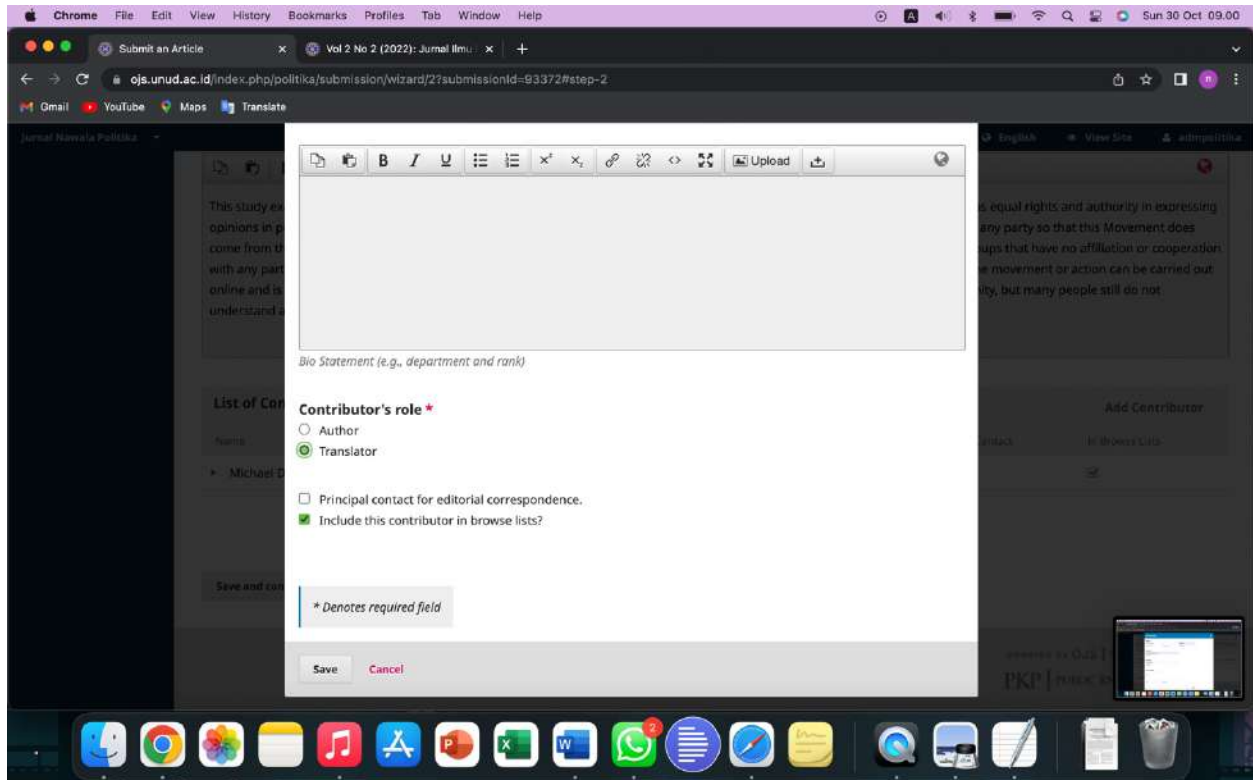 Chrome File Edit View History Bookmarks Profiles Tab Window Help Sun 30 Oct 09.00
Submit an Article Vol 2 No 2 (2022): Jurnal Ilmu
ojs.unud.ac.id/index.php/politika/submission/wizard/2?submissionId=93372#step-2
Gmail YouTube Maps Translate
Jurnal Nawala Politika English View Site admpolitika
Upload
This study ex s equal rights and authority in expressing
opinions in p any party so that this Movement does
come from th ups that have no affiliation or cooperation
with any part e movement or action can be carried out
online and is ity, but many people still do not
understand a
Bio Statement (e.g., department and rank)
List of Con Add Contributor
Contributor's role *
Author
Name In Browse Lists
Translator
Michael D
Principal contact for editorial correspondence.
Include this contributor in browse lists?
Save and con
* Denotes required field
Save Cancel
PKP PUBLIC
2